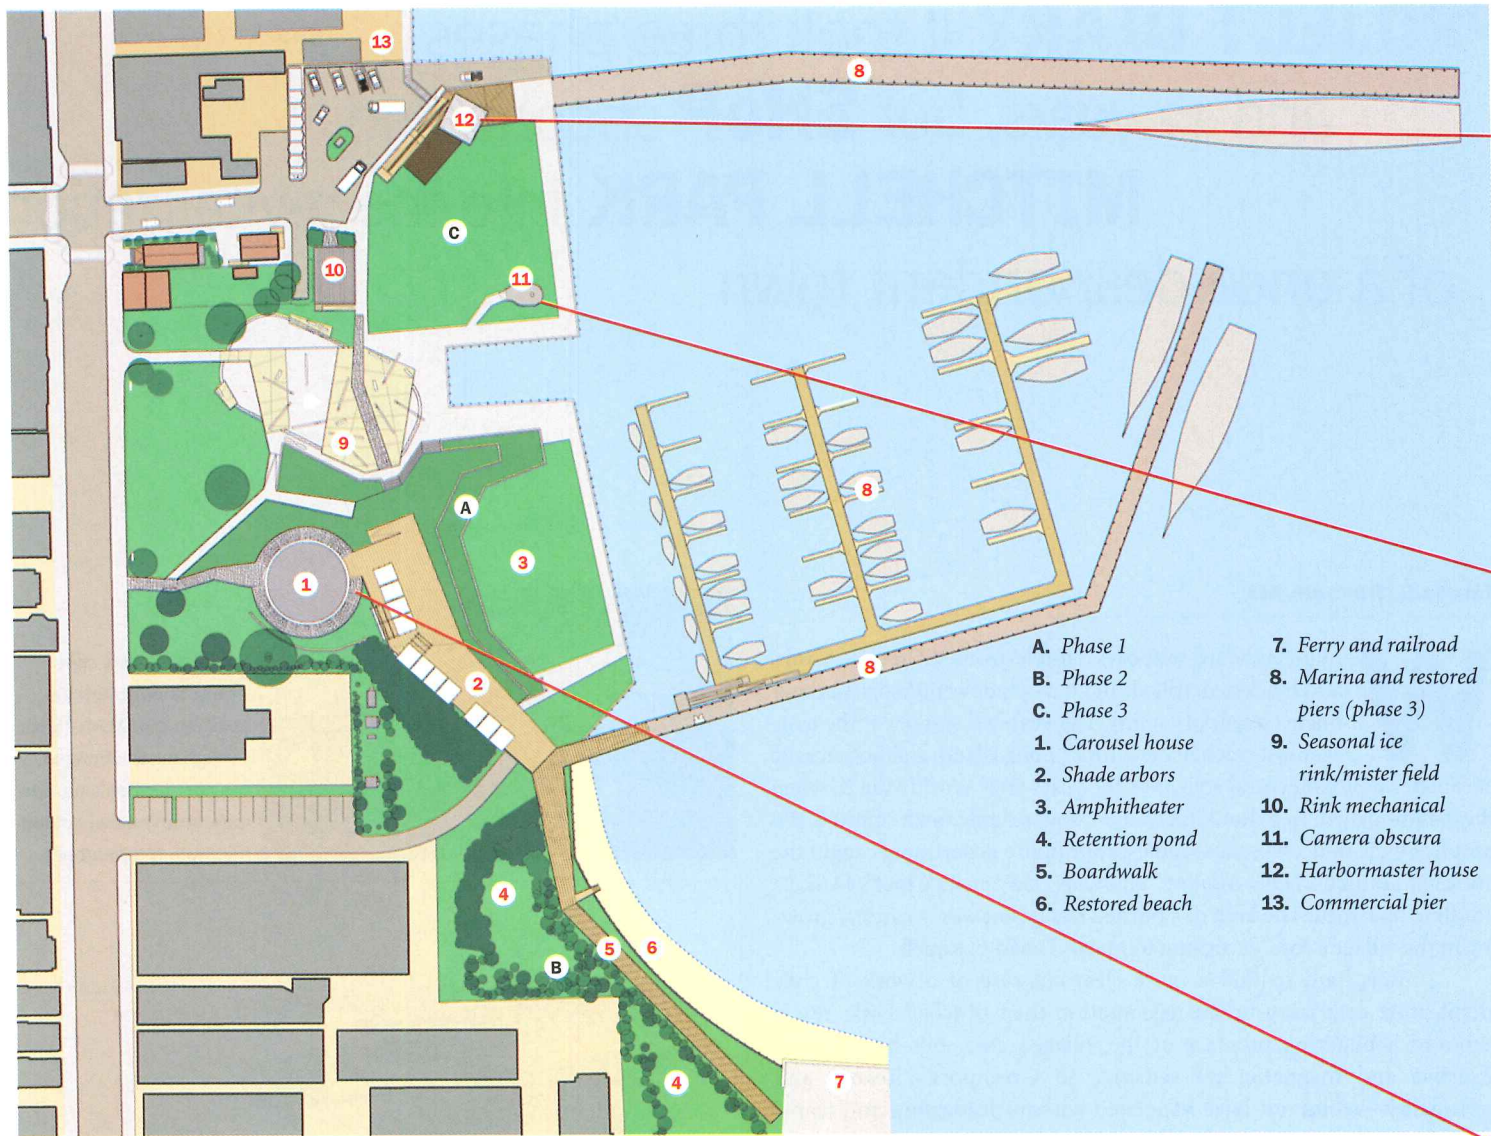 13
8
12
C
11
10
9
8
A
3
1
8
2
4
5
6
B
4
7
A. Phase 1
B. Phase 2
C. Phase 3
1. Carousel house
2. Shade arbors
3. Amphitheater
4. Retention pond
5. Boardwalk
6. Restored beach
7. Ferry and railroad
8. Marina and restored
piers (phase 3)
9. Seasonal ice
rink/mister field
10. Rink mechanical
11. Camera obscura
12. Harbormaster house
13. Commercial pier